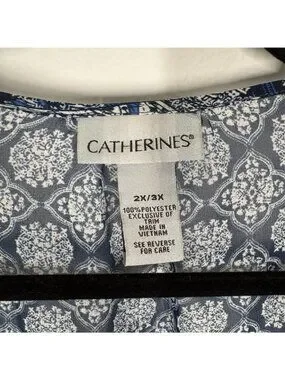 CATHERINES®
2X/3X
100%POLYESTER
EXCLUSIVE OF
TRIM
MADE IN
VIETNAM
SEE REVERSE
FOR CARE